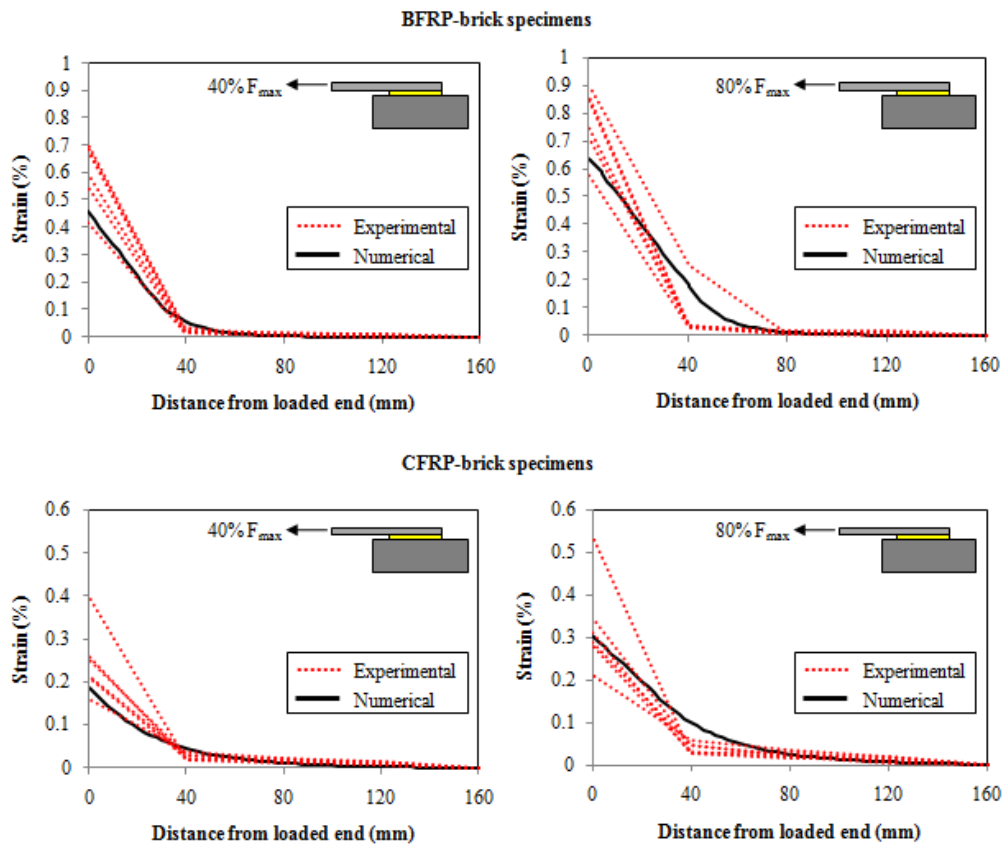 BFRP-brick specimens
1
0.9
0.8
0.7
0.6
0.5
0.4
0.3
0.2
0.1
0
Strain (%)
40% Fmax
Experimental
Numerical
0 40 80 120 160
Distance from loaded end (mm)
1
0.9
0.8
0.7
0.6
0.5
0.4
0.3
0.2
0.1
0
Strain (%)
80% Fmax
Experimental
Numerical
0 40 80 120 160
Distance from loaded end (mm)
CFRP-brick specimens
0.6
0.5
0.4
0.3
0.2
0.1
0
Strain (%)
40% Fmax
Experimental
Numerical
0 40 80 120 160
Distance from loaded end (mm)
0.6
0.5
0.4
0.3
0.2
0.1
0
Strain (%)
80% Fmax
Experimental
Numerical
0 40 80 120 160
Distance from loaded end (mm)